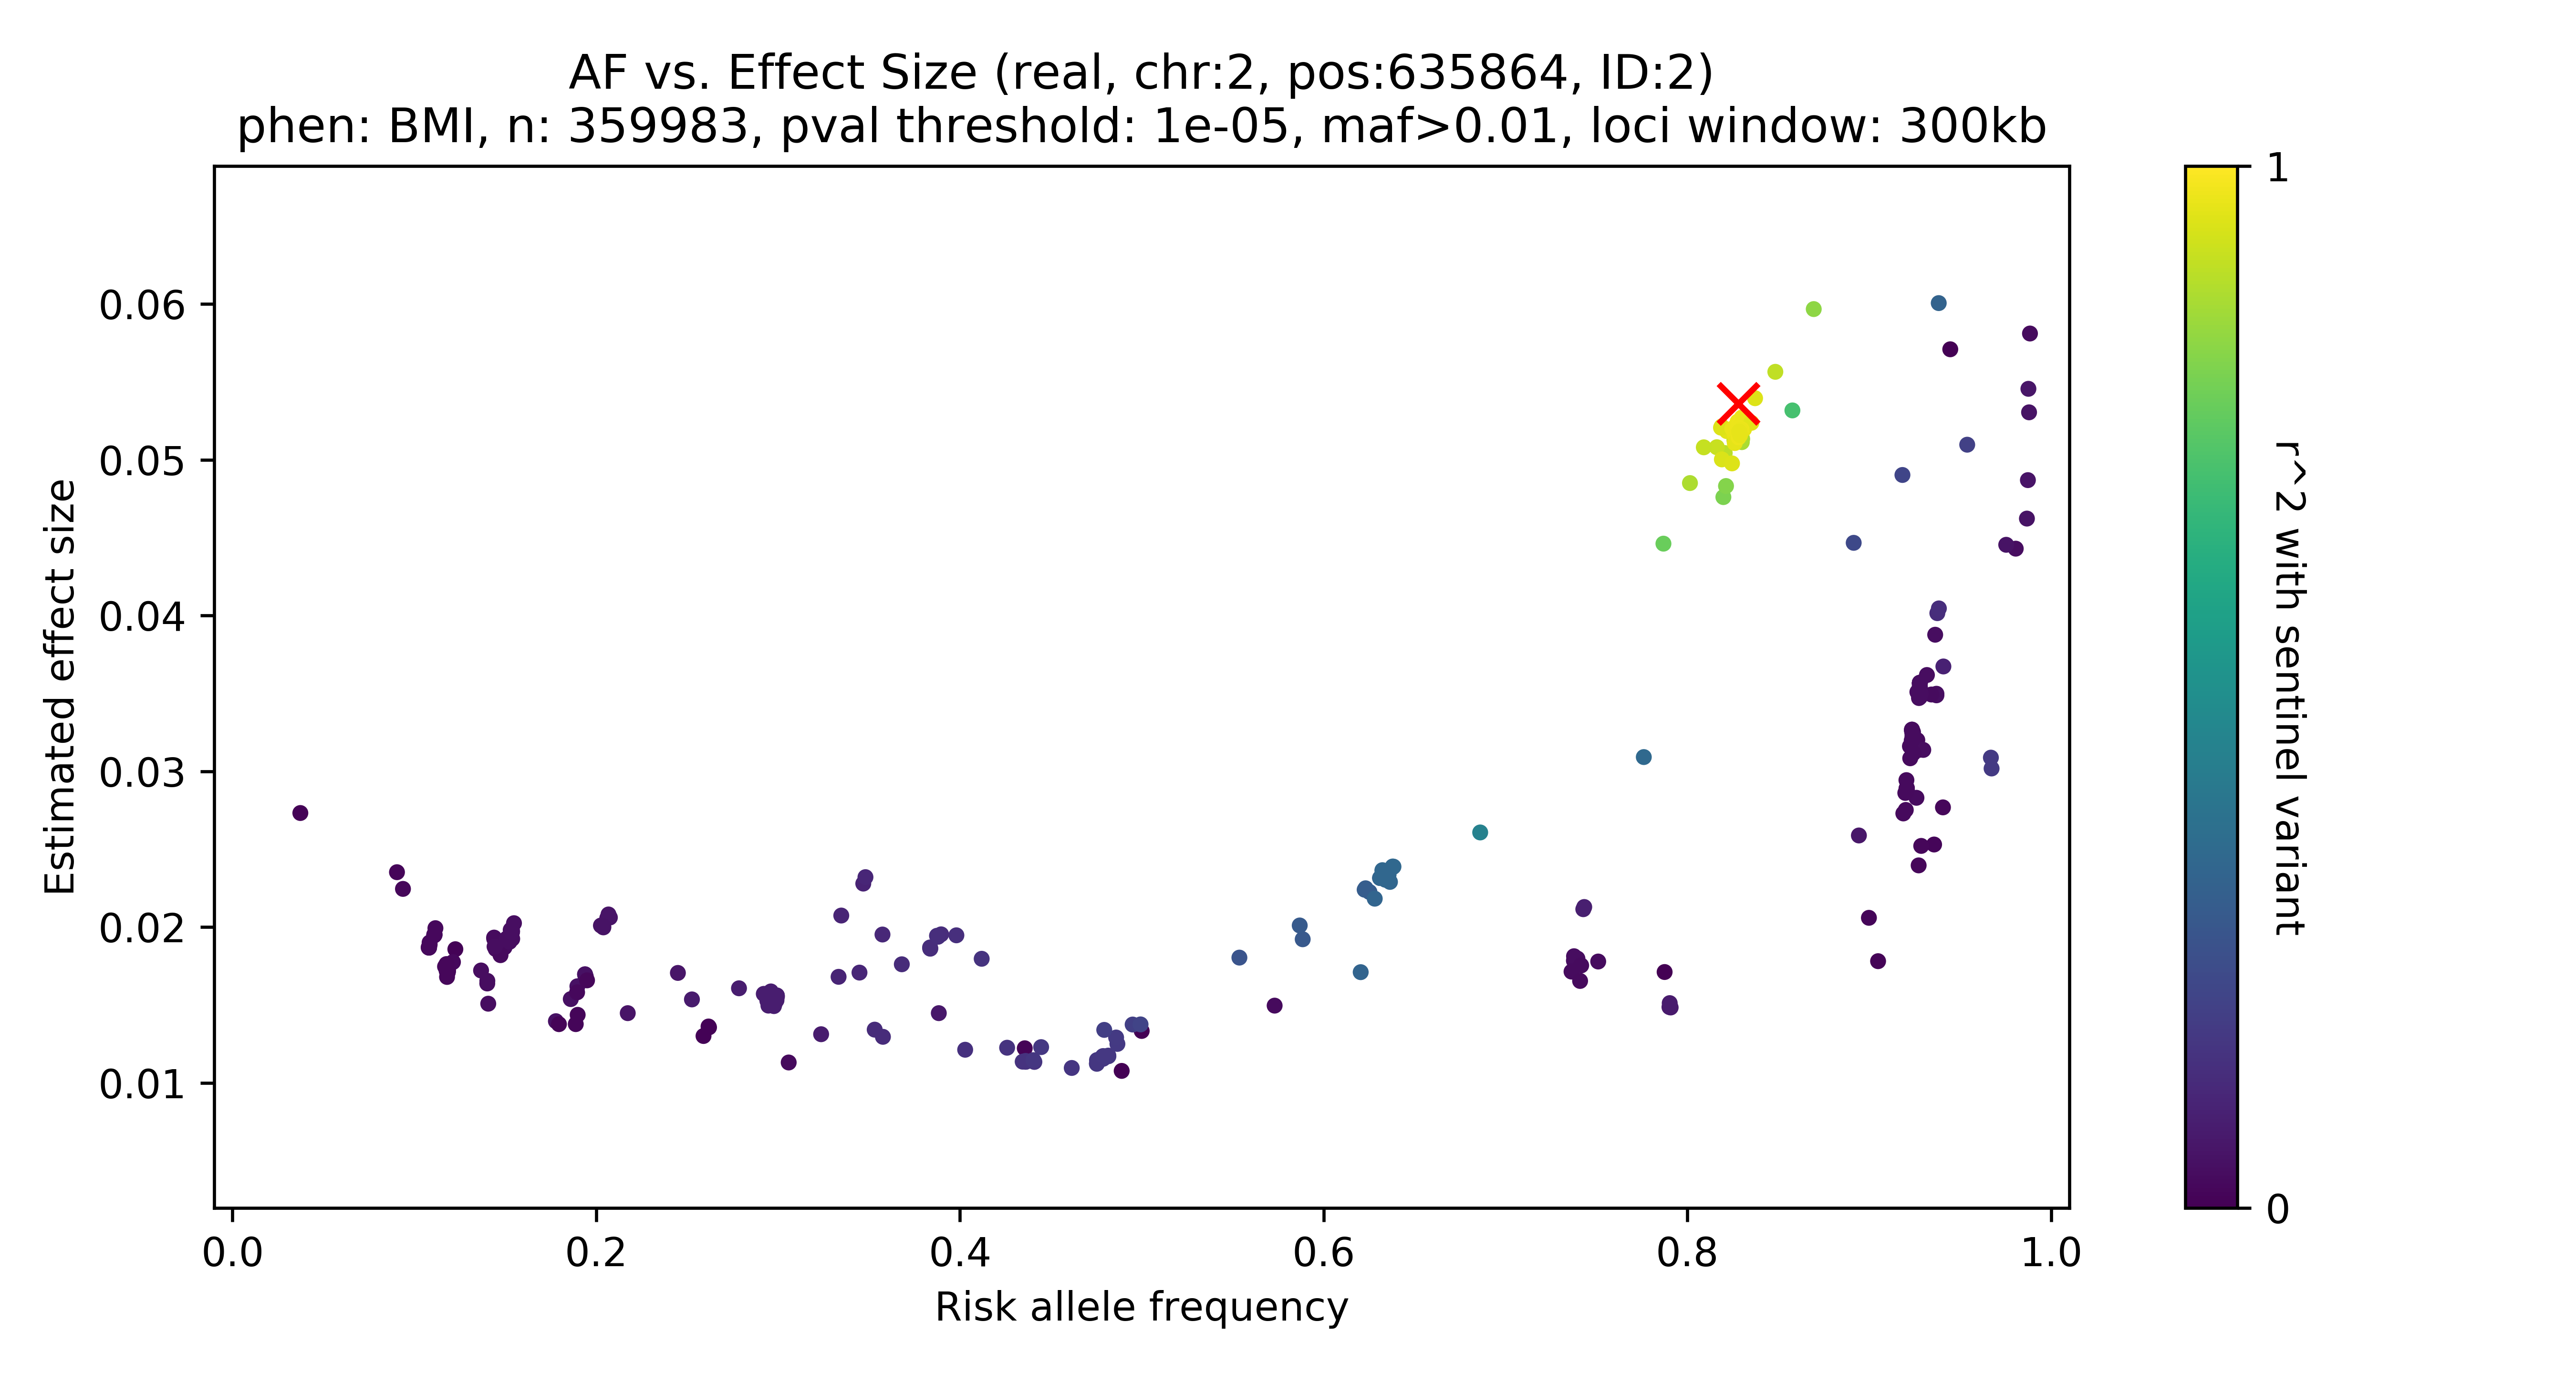 AF vs. Effect Size (real, chr:2, pos:635864, ID:2)
phen: BMI, n: 359983, pval threshold: 1e-05, maf>0.01, loci window: 300kb
Estimated effect size
0.06
0.05
0.04
0.03
0.02
0.01
0.0
0.2
0.4
0.6
0.8
1.0
Risk allele frequency
1
0
r^2 with sentinel variant